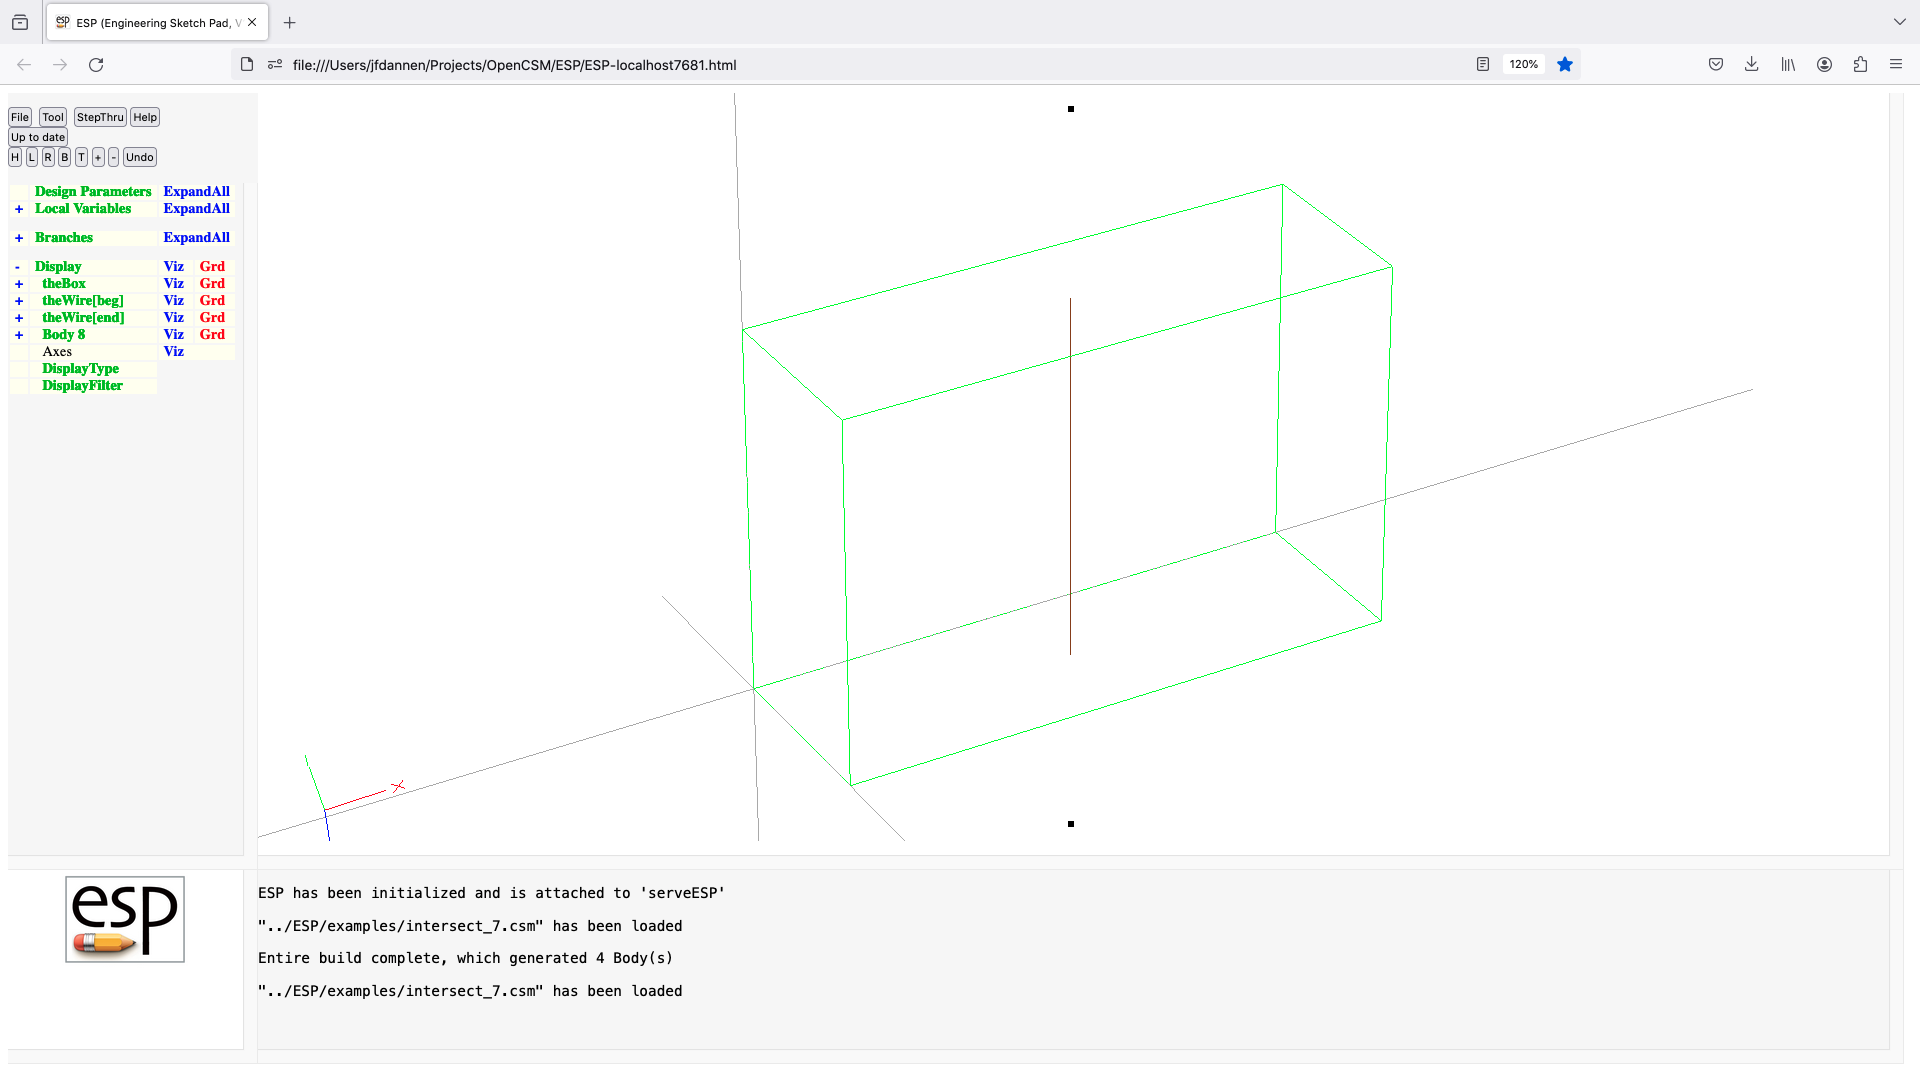 ESP (Engineering Sketch Pad, V
file:///Users/jfdannen/Projects/OpenCSM/ESP/ESP-localhost7681.html 120%
File Tool StepThru Help
Up to date
H L R B T + - Undo
Design Parameters ExpandAll
+ Local Variables ExpandAll
+ Branches ExpandAll
- Display Viz Grd
+ theBox Viz Grd
+ theWire[beg] Viz Grd
+ theWire[end] Viz Grd
+ Body 8 Viz Grd
Axes Viz
DisplayType
DisplayFilter
X
esp
ESP has been initialized and is attached to 'serveESP'
"../ESP/examples/intersect_7.csm" has been loaded
Entire build complete, which generated 4 Body(s)
"../ESP/examples/intersect_7.csm" has been loaded